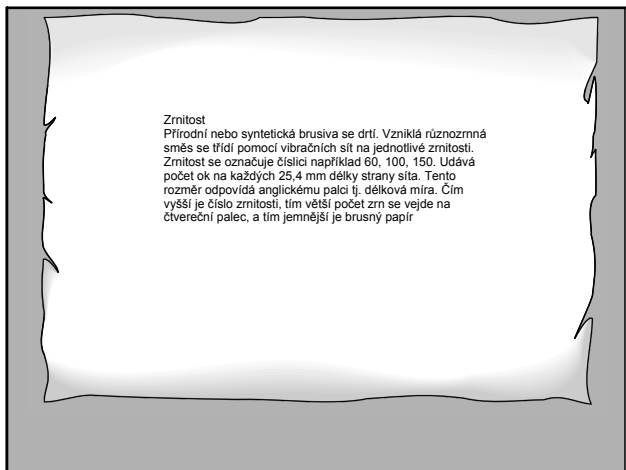 Zrnitost
Přírodní nebo syntetická brusiva se drtí. Vzniklá různozrnná
směs se třídí pomocí vibračních sít na jednotlivé zrnitosti.
Zrnitost se označuje číslici například 60, 100, 150. Udává
počet ok na každých 25,4 mm délky strany síta. Tento
rozměr odpovídá anglickému palci tj. délková míra. Čím
vyšší je číslo zrnitosti, tím větší počet zrn se vejde na
čtvereční palec, a tím jemnější je brusný papír